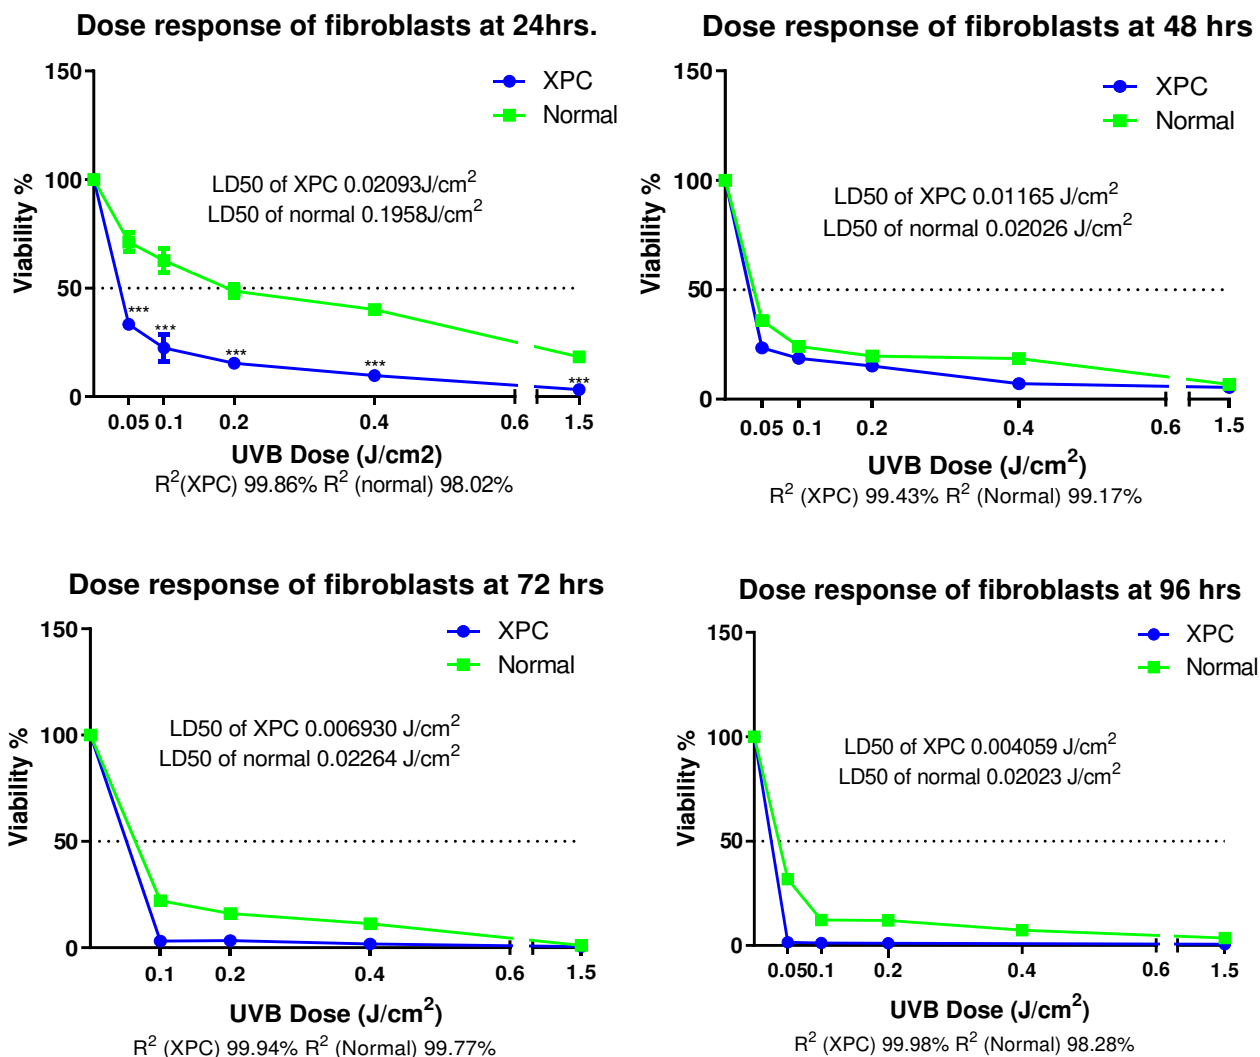 Dose response of fibroblasts at 24hrs.
150
100
50
0
Viability %
XPC
Normal
LD50 of XPC 0.02093J/cm²
LD50 of normal 0.1958J/cm²
***
***
***
***
***
0.05 0.1 0.2 0.4 0.6 1.5
UVB Dose (J/cm2)
R²(XPC) 99.86% R² (normal) 98.02%
Dose response of fibroblasts at 48 hrs
150
100
50
0
Viability %
XPC
Normal
LD50 of XPC 0.01165 J/cm²
LD50 of normal 0.02026 J/cm²
0.05 0.1 0.2 0.4 0.6 1.5
UVB Dose (J/cm²)
R² (XPC) 99.43% R² (Normal) 99.17%
Dose response of fibroblasts at 72 hrs
150
100
50
0
Viability %
XPC
Normal
LD50 of XPC 0.006930 J/cm²
LD50 of normal 0.02264 J/cm²
0.1 0.2 0.4 0.6 1.5
UVB Dose (J/cm²)
R² (XPC) 99.94% R² (Normal) 99.77%
Dose response of fibroblasts at 96 hrs
150
100
50
0
Viability %
XPC
Normal
LD50 of XPC 0.004059 J/cm²
LD50 of normal 0.02023 J/cm²
0.05 0.1 0.2 0.4 0.6 1.5
UVB Dose (J/cm²)
R² (XPC) 99.98% R² (Normal) 98.28%